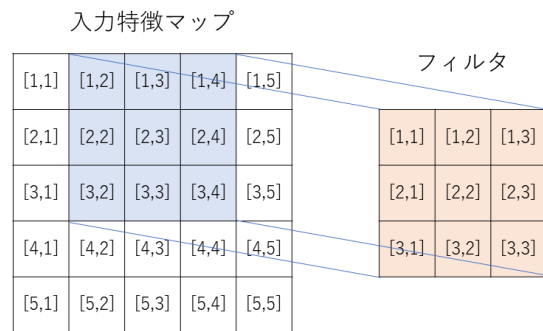 入力特徴マップ
フィルタ
[1,1] [1,2] [1,3] [1,4] [1,5]
[2,1] [2,2] [2,3] [2,4] [2,5]
[3,1] [3,2] [3,3] [3,4] [3,5]
[4,1] [4,2] [4,3] [4,4] [4,5]
[5,1] [5,2] [5,3] [5,4] [5,5]
[1,1] [1,2] [1,3]
[2,1] [2,2] [2,3]
[3,1] [3,2] [3,3]